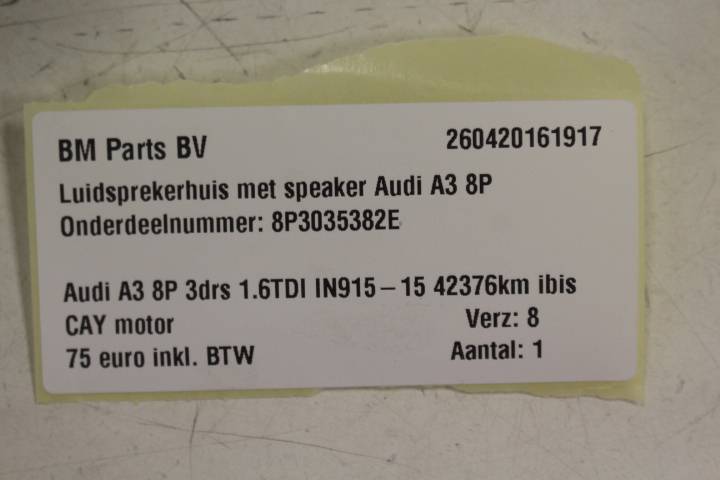 BM Parts BV 260420161917
Luidsprekerhuis met speaker Audi A3 8P
Onderdeelnummer: 8P3035382E
Audi A3 8P 3drs 1.6TDI IN915–15 42376km ibis
CAY motor Verz: 8
75 euro inkl. BTW Aantal: 1